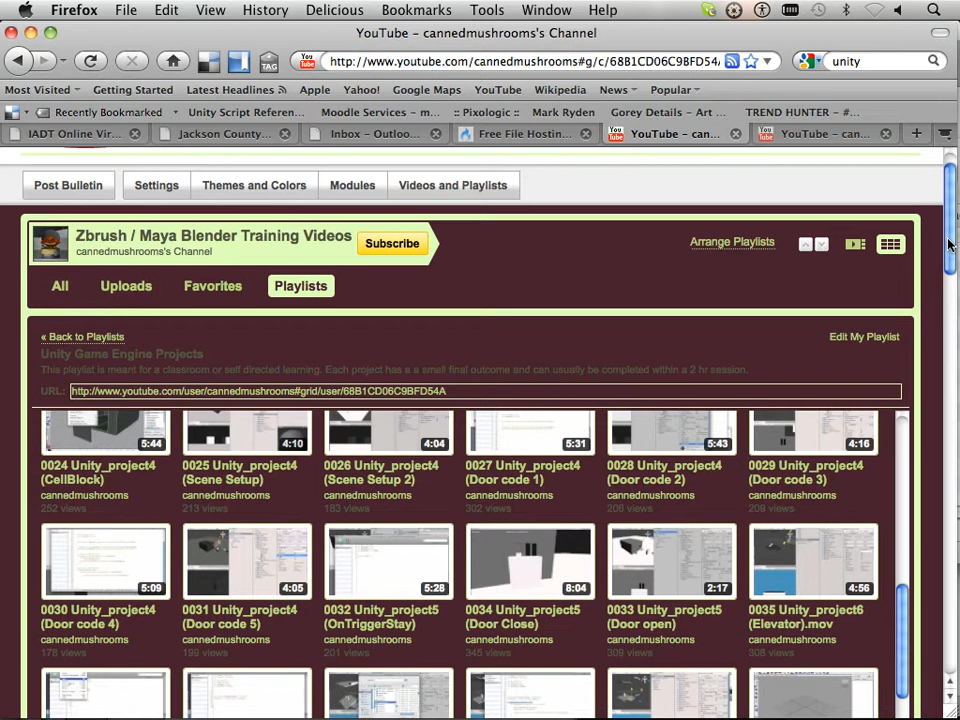 Firefox File Edit View History Delicious Bookmarks Tools Window Help
YouTube – cannedmushrooms's Channel
http://www.youtube.com/cannedmushrooms#g/c/68B1CD06C9BFD54A unity
TAG
Most Visited Getting Started Latest Headlines Apple Yahoo! Google Maps YouTube Wikipedia News Popular
Recently Bookmarked Unity Script Referen... Moodle Services – m... :: Pixologic :: Mark Ryden Gorey Details – Art ... TREND HUNTER – #...
IADT Online Vir... Jackson County... Inbox – Outloo... Free File Hostin... YouTube – can... YouTube – can...
Post Bulletin Settings Themes and Colors Modules Videos and Playlists
Zbrush / Maya Blender Training Videos
cannedmushrooms's Channel
Subscribe
Arrange Playlists
All Uploads Favorites Playlists
« Back to Playlists Edit My Playlist
Unity Game Engine Projects
This playlist is meant for a classroom or self directed learning. Each project has a a small final outcome and can usually be completed within a 2 hr session.
URL: http://www.youtube.com/user/cannedmushrooms#grid/user/68B1CD06C9BFD54A
5:44 4:10 4:04 5:31 5:43 4:16
0024 Unity_project4 0025 Unity_project4 0026 Unity_project4 0027 Unity_project4 0028 Unity_project4 0029 Unity_project4
(CellBlock) (Scene Setup) (Scene Setup 2) (Door code 1) (Door code 2) (Door code 3)
cannedmushrooms cannedmushrooms cannedmushrooms cannedmushrooms cannedmushrooms cannedmushrooms
252 views 213 views 183 views 302 views 206 views 209 views
5:09 4:05 5:28 8:04 2:17 4:56
0030 Unity_project4 0031 Unity_project4 0032 Unity_project5 0034 Unity_project5 0033 Unity_project5 0035 Unity_project6
(Door code 4) (Door code 5) (OnTriggerStay) (Door Close) (Door open) (Elevator).mov
cannedmushrooms cannedmushrooms cannedmushrooms cannedmushrooms cannedmushrooms cannedmushrooms
178 views 199 views 201 views 345 views 309 views 308 views